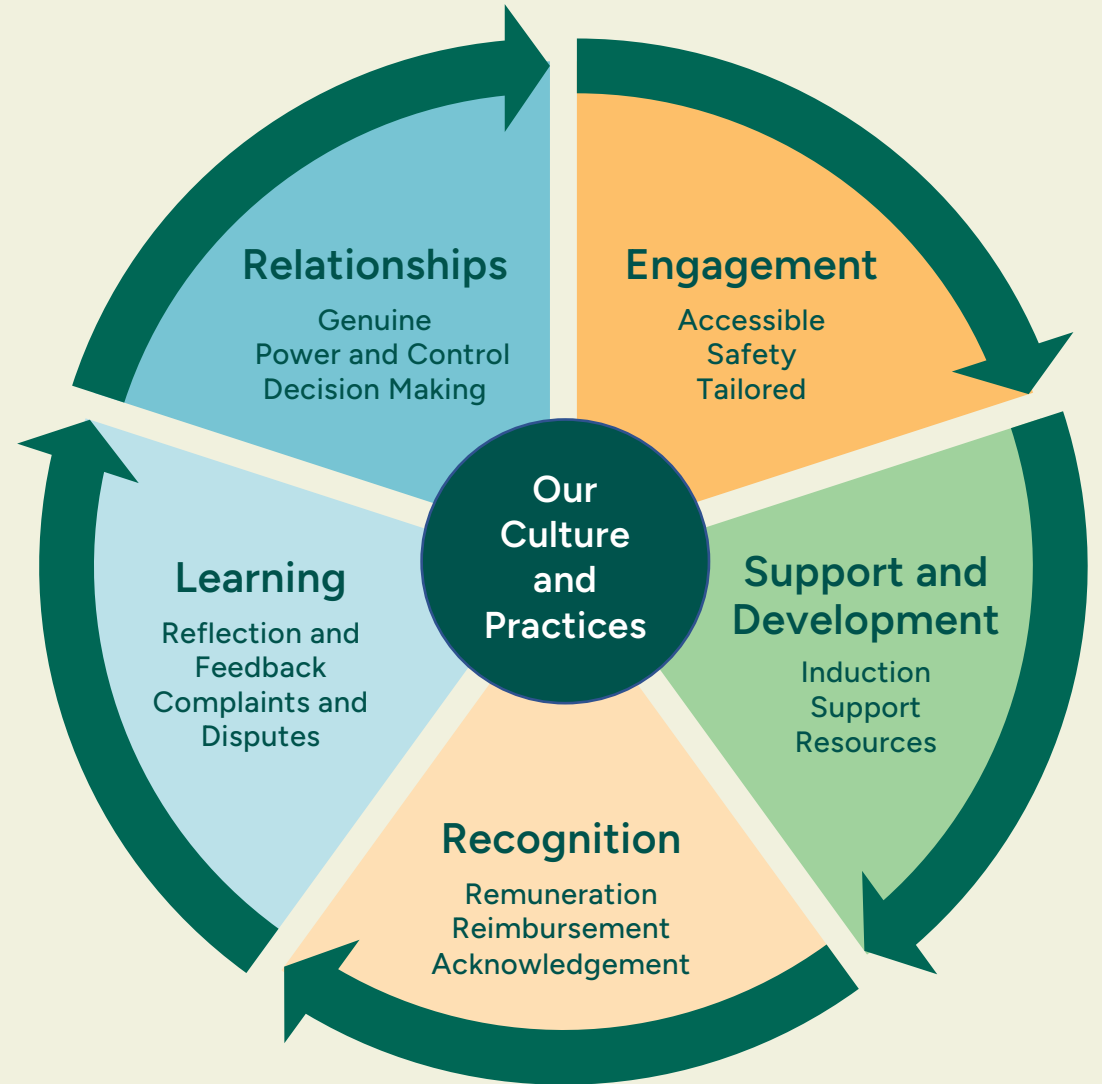 Relationships
Genuine
Power and Control
Decision Making
Engagement
Accessible
Safety
Tailored
Our
Culture
and
Practices
Support and
Development
Induction
Support
Resources
Learning
Reflection and
Feedback
Complaints and
Disputes
Recognition
Remuneration
Reimbursement
Acknowledgement